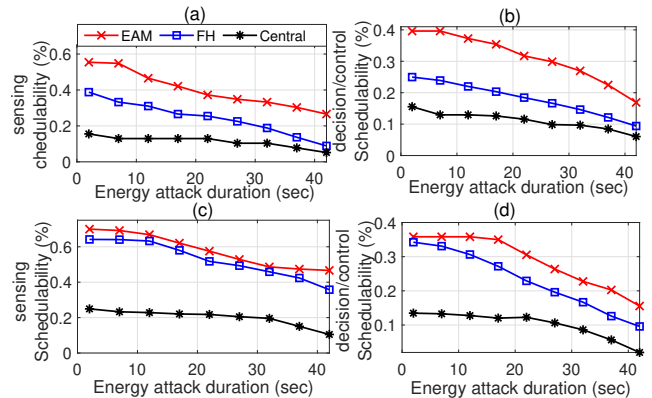 (a)
EAM FH Central
sensing
chedulability (%)
0.6
0.4
0.2
0
0 10 20 30 40
Energy attack duration (sec)
(b)
decision/control
Schedulability (%)
0.4
0.3
0.2
0.1
0
0 10 20 30 40
Energy attack duration (sec)
(c)
sensing
Schedulability (%)
0.6
0.4
0.2
0
0 10 20 30 40
Energy attack duration (sec)
(d)
decision/control
Schedulability (%)
0.4
0.3
0.2
0.1
0 10 20 30 40
Energy attack duration (sec)